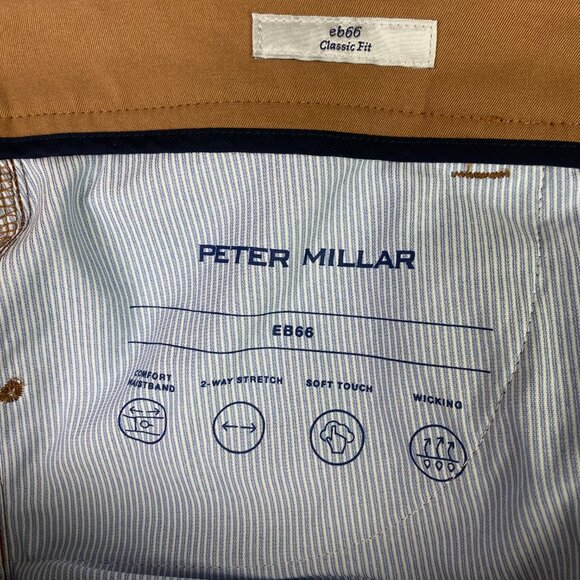 eb66
Classic Fit
PETER MILLAR
EB66
COMFORT WAISTBAND
2-WAY STRETCH
SOFT TOUCH
WICKING